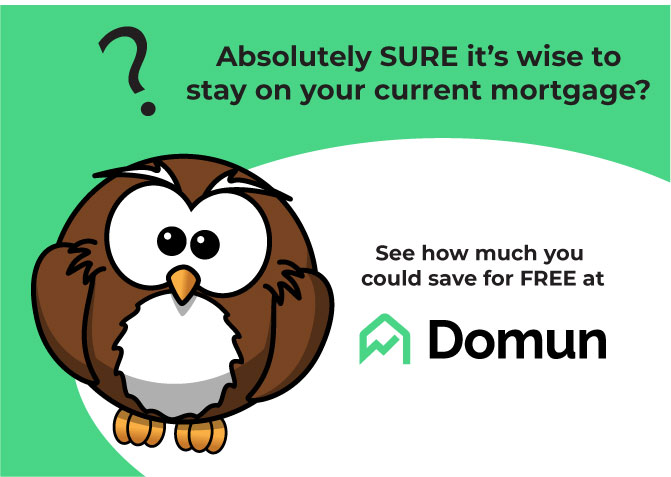 ?
Absolutely SURE it’s wise to
stay on your current mortgage?
See how much you
could save for FREE at
Domun